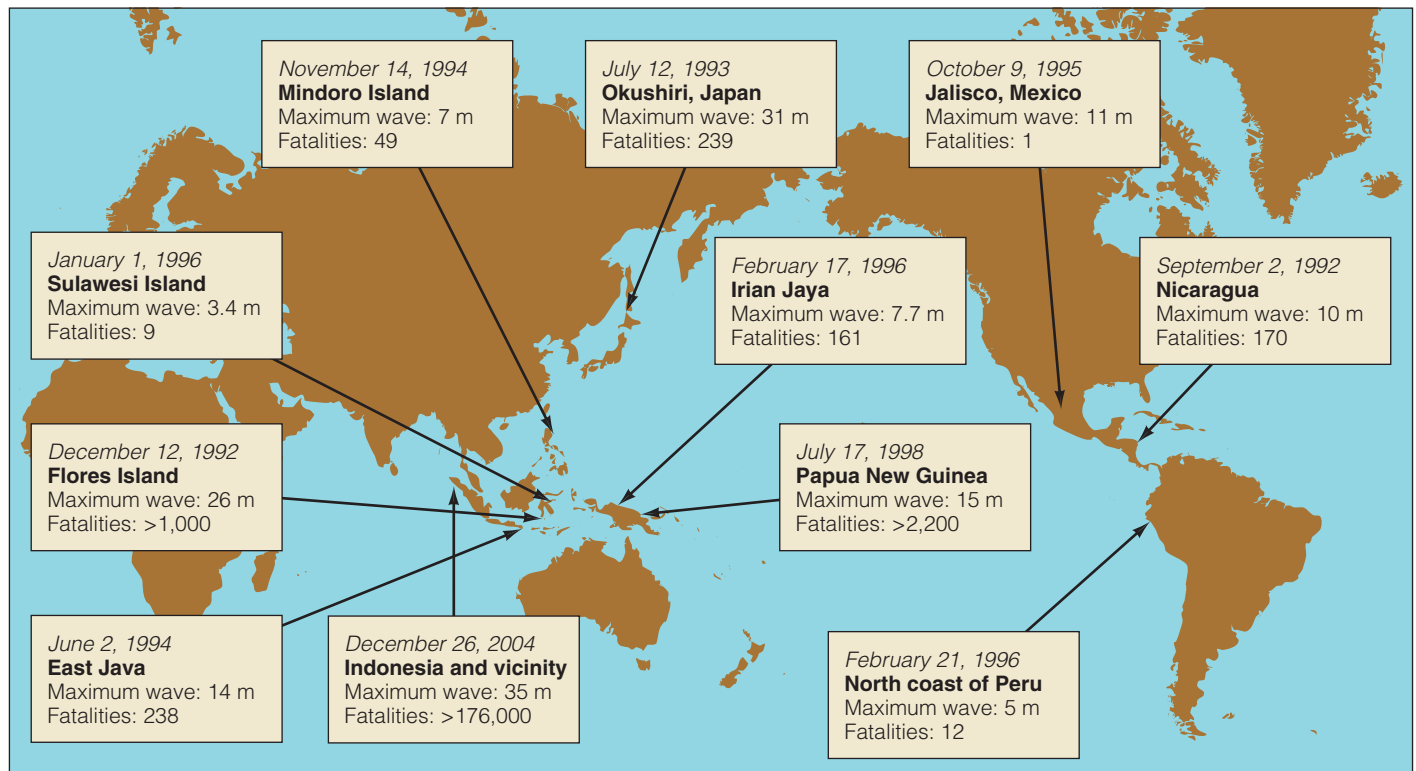 November 14, 1994
Mindoro Island
Maximum wave: 7 m
Fatalities: 49
July 12, 1993
Okushiri, Japan
Maximum wave: 31 m
Fatalities: 239
October 9, 1995
Jalisco, Mexico
Maximum wave: 11 m
Fatalities: 1
January 1, 1996
Sulawesi Island
Maximum wave: 3.4 m
Fatalities: 9
February 17, 1996
Irian Jaya
Maximum wave: 7.7 m
Fatalities: 161
September 2, 1992
Nicaragua
Maximum wave: 10 m
Fatalities: 170
December 12, 1992
Flores Island
Maximum wave: 26 m
Fatalities: >1,000
July 17, 1998
Papua New Guinea
Maximum wave: 15 m
Fatalities: >2,200
June 2, 1994
East Java
Maximum wave: 14 m
Fatalities: 238
December 26, 2004
Indonesia and vicinity
Maximum wave: 35 m
Fatalities: >176,000
February 21, 1996
North coast of Peru
Maximum wave: 5 m
Fatalities: 12